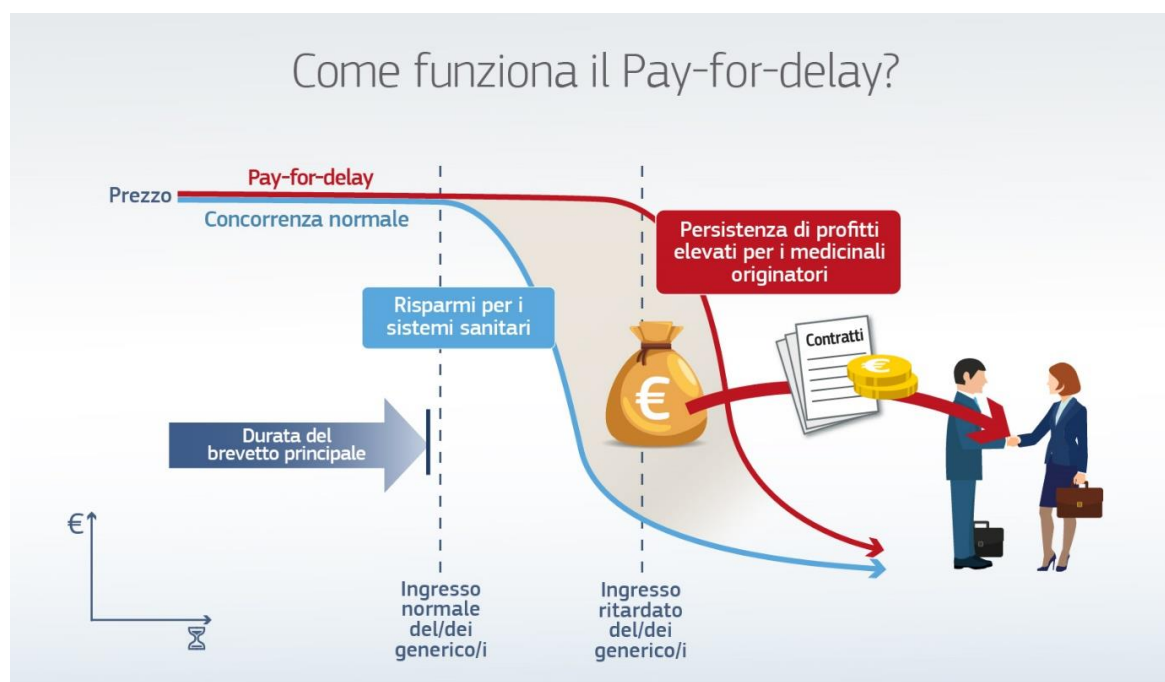 Come funziona il Pay-for-delay?
Pay-for-delay
Prezzo
Concorrenza normale
Persistenza di profitti
elevati per i medicinali
originatori
Risparmi per i
sistemi sanitari
Contratti
€
€
Durata del
brevetto principale
€
Ingresso
normale
del/dei
generico/i
Ingresso
ritardato
del/dei
generico/i